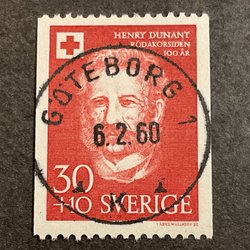 HENRY DUNANT
RÖDAKORSIDEN
100 ÅR
GÖTEBORG 1
6.2.60
30
+10 SVERIGE